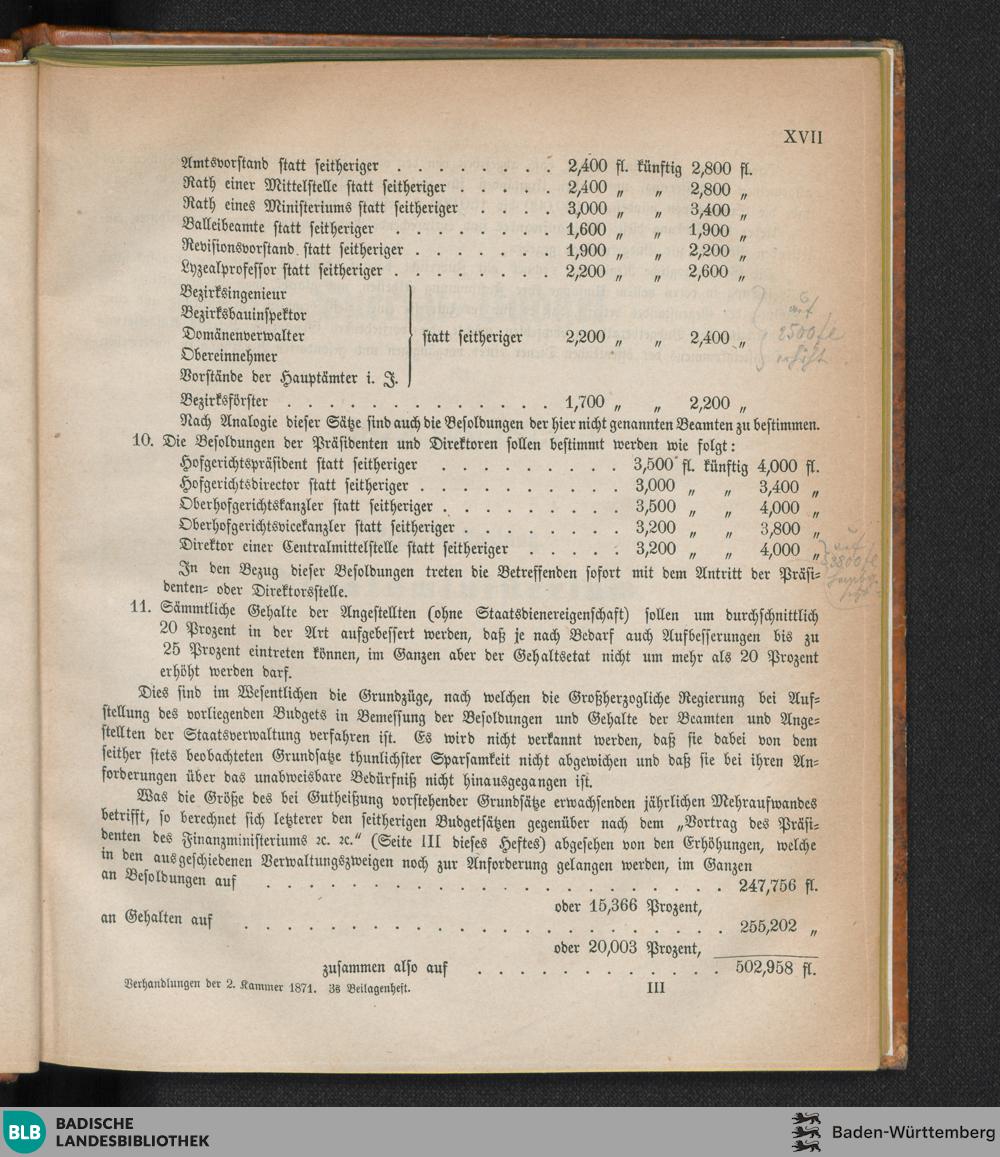 XVII
Amtsvorstand statt seitheriger . . . . . . . . 2,400 fl. künftig 2,800 fl.
Rath einer Mittelstelle statt seitheriger . . . . . 2,400 „ „ 2,800 „
Rath eines Ministeriums statt seitheriger . . . . 3,000 „ „ 3,400 „
Balleibeamte statt seitheriger . . . . . . . . 1,600 „ „ 1,900 „
Revisionsvorstand statt seitheriger . . . . . . . 1,900 „ „ 2,200 „
Lyzealprofessor statt seitheriger . . . . . . . . 2,200 „ „ 2,600 „
Bezirksingenieur
Bezirksbauinspektor
Domänenverwalter
statt seitheriger 2,200 „ „ 2,400 „
Obereinnehmer
Vorstände der Hauptämter i. J.
auf
2500 fl
erhöht
Bezirksförster . . . . . . . . . . . . 1,700 „ „ 2,200 „
Nach Analogie dieser Sätze sind auch die Besoldungen der hier nicht genannten Beamten zu bestimmen.
10. Die Besoldungen der Präsidenten und Direktoren sollen bestimmt werden wie folgt:
Hofgerichtspräsident statt seitheriger . . . . . . . . . 3,500 fl. künftig 4,000 fl.
Hofgerichtsdirector statt seitheriger . . . . . . . . . . 3,000 „ „ 3,400 „
Oberhofgerichtskanzler statt seitheriger . . . . . . . . . 3,500 „ „ 4,000 „
Oberhofgerichtsvicekanzler statt seitheriger . . . . . . . . 3,200 „ „ 3,800 „
Direktor einer Centralmittelstelle statt seitheriger . . . . . 3,200 „ „ 4,000 „
auf
3800 fl
In den Bezug dieser Besoldungen treten die Betreffenden sofort mit dem Antritt der Präsi-
denten- oder Direktorsstelle.
11. Sämmtliche Gehalte der Angestellten (ohne Staatsdienereigenschaft) sollen um durchschnittlich
20 Prozent in der Art aufgebessert werden, daß je nach Bedarf auch Aufbesserungen bis zu
25 Prozent eintreten können, im Ganzen aber der Gehaltsetat nicht um mehr als 20 Prozent
erhöht werden darf.
Dies sind im Wesentlichen die Grundzüge, nach welchen die Großherzogliche Regierung bei Auf-
stellung des vorliegenden Budgets in Bemessung der Besoldungen und Gehalte der Beamten und Ange-
stellten der Staatsverwaltung verfahren ist. Es wird nicht verkannt werden, daß sie dabei von dem
seither stets beobachteten Grundsatze thunlichster Sparsamkeit nicht abgewichen und daß sie bei ihren An-
forderungen über das unabweisbare Bedürfniß nicht hinausgegangen ist.
Was die Größe des bei Gutheißung vorstehender Grundsätze erwachsenden jährlichen Mehraufwandes
betrifft, so berechnet sich letzterer den seitherigen Budgetsätzen gegenüber nach dem „Vortrag des Präsi-
denten des Finanzministeriums ꝛc. ꝛc.“ (Seite III dieses Heftes) abgesehen von den Erhöhungen, welche
in den ausgeschiedenen Verwaltungszweigen noch zur Anforderung gelangen werden, im Ganzen
an Besoldungen auf . . . . . . . . . . . . . . . . . . . . . . . 247,756 fl.
oder 15,366 Prozent,
an Gehalten auf . . . . . . . . . . . . . . . . . . . . . . . . 255,202 „
oder 20,003 Prozent,
zusammen also auf . . . . . . . . . . . . 502,958 fl.
Verhandlungen der 2. Kammer 1871. 3s Beilagenheft. III
BLB BADISCHE
LANDESBIBLIOTHEK
Baden-Württemberg